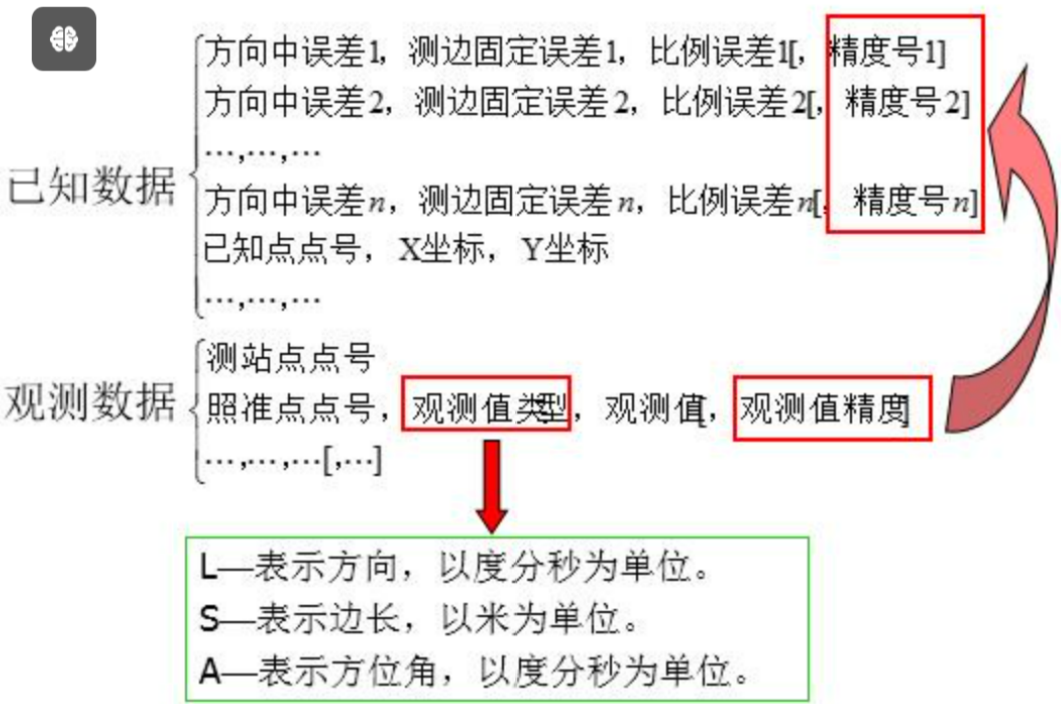 方向中误差1，测边固定误差1，比例误差1[，精度号1]
方向中误差2，测边固定误差2，比例误差2[，精度号2]
…,…,…
已知数据
方向中误差n，测边固定误差n，比例误差n[，精度号n]
已知点点号，X坐标，Y坐标
…,…,…
测站点点号
观测数据
照准点点号，观测值类型，观测值[，观测值精度]
…,…,…[,…]
L—表示方向，以度分秒为单位。
S—表示边长，以米为单位。
A—表示方位角，以度分秒为单位。